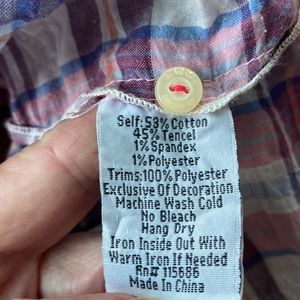 Self: 53% Cotton
45% Tencel
1% Spandex
1% Polyester
Trims:100% Polyester
Exclusive Of Decoration
Machine Wash Cold
No Bleach
Hang Dry
Iron Inside Out With
Warm Iron If Needed
Rn# 115686
Made In China